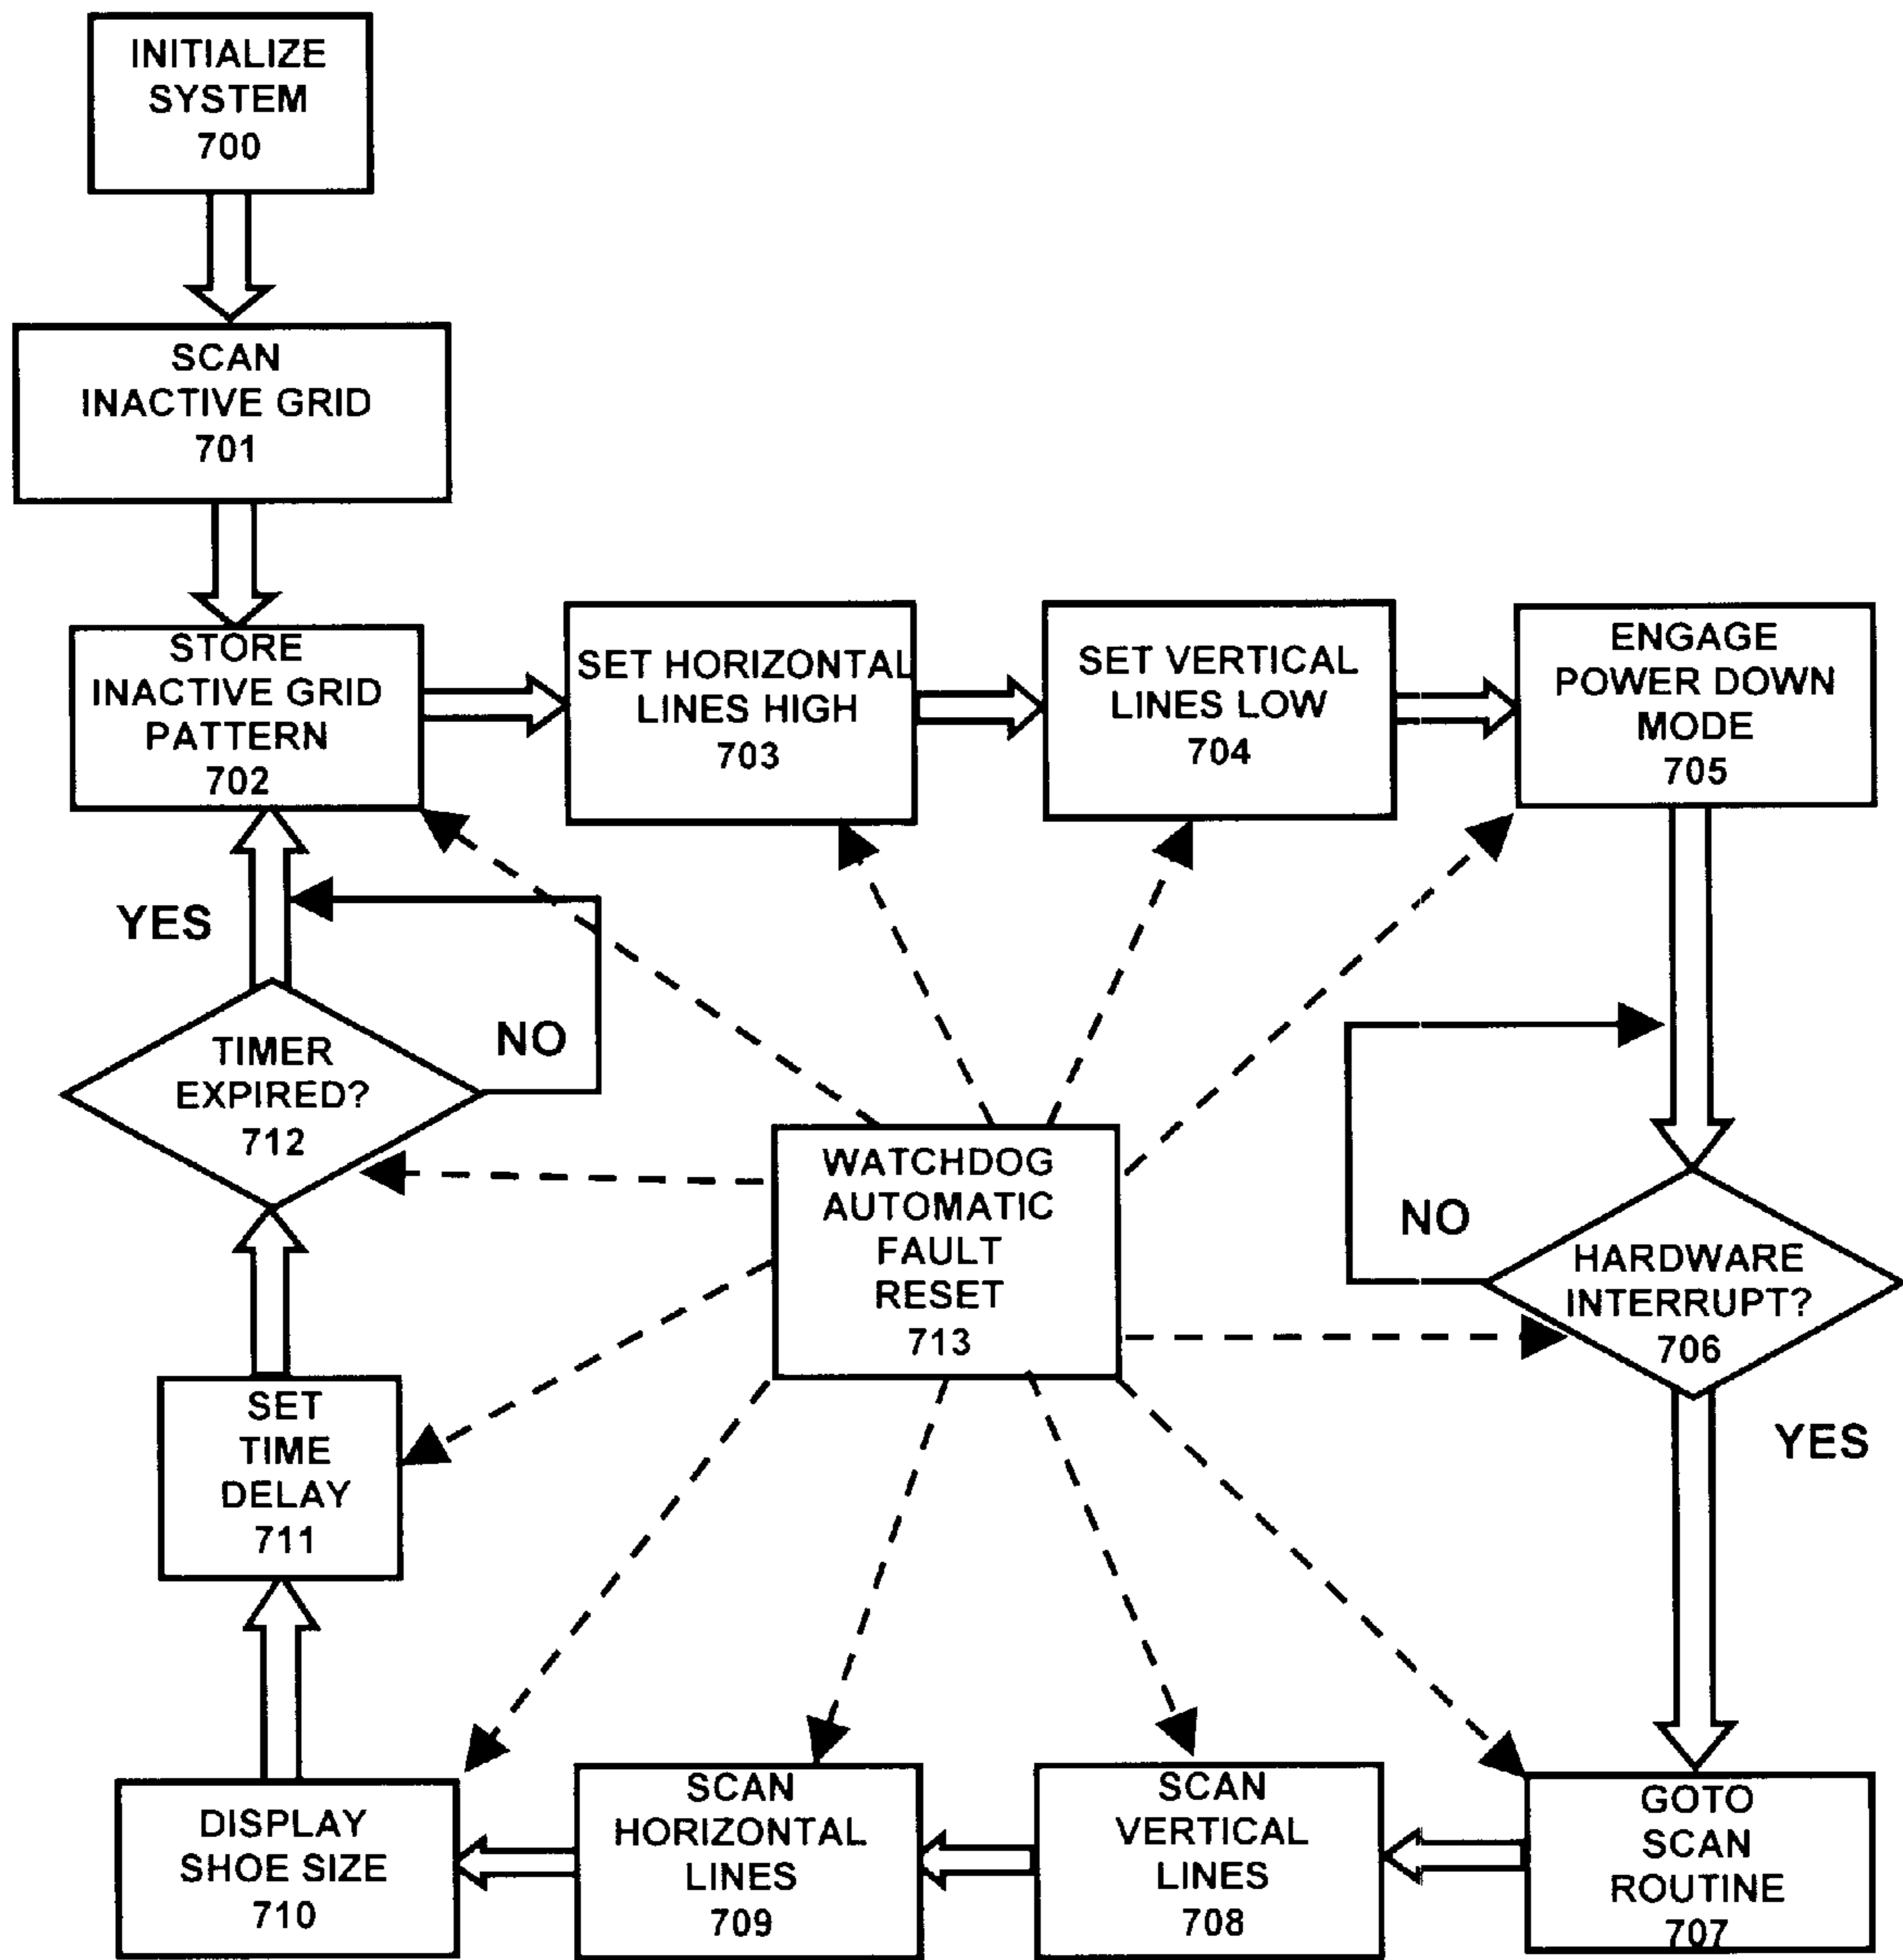 INITIALIZE
SYSTEM
700
SCAN
INACTIVE GRID
701
STORE
INACTIVE GRID
PATTERN
702
SET HORIZONTAL
LINES HIGH
703
SET VERTICAL
LINES LOW
704
ENGAGE
POWER DOWN
MODE
705
YES
NO
TIMER
EXPIRED?
712
WATCHDOG
AUTOMATIC
FAULT
RESET
713
NO
HARDWARE
INTERRUPT?
706
YES
SET
TIME
DELAY
711
DISPLAY
SHOE SIZE
710
SCAN
HORIZONTAL
LINES
709
SCAN
VERTICAL
LINES
708
GOTO
SCAN
ROUTINE
707